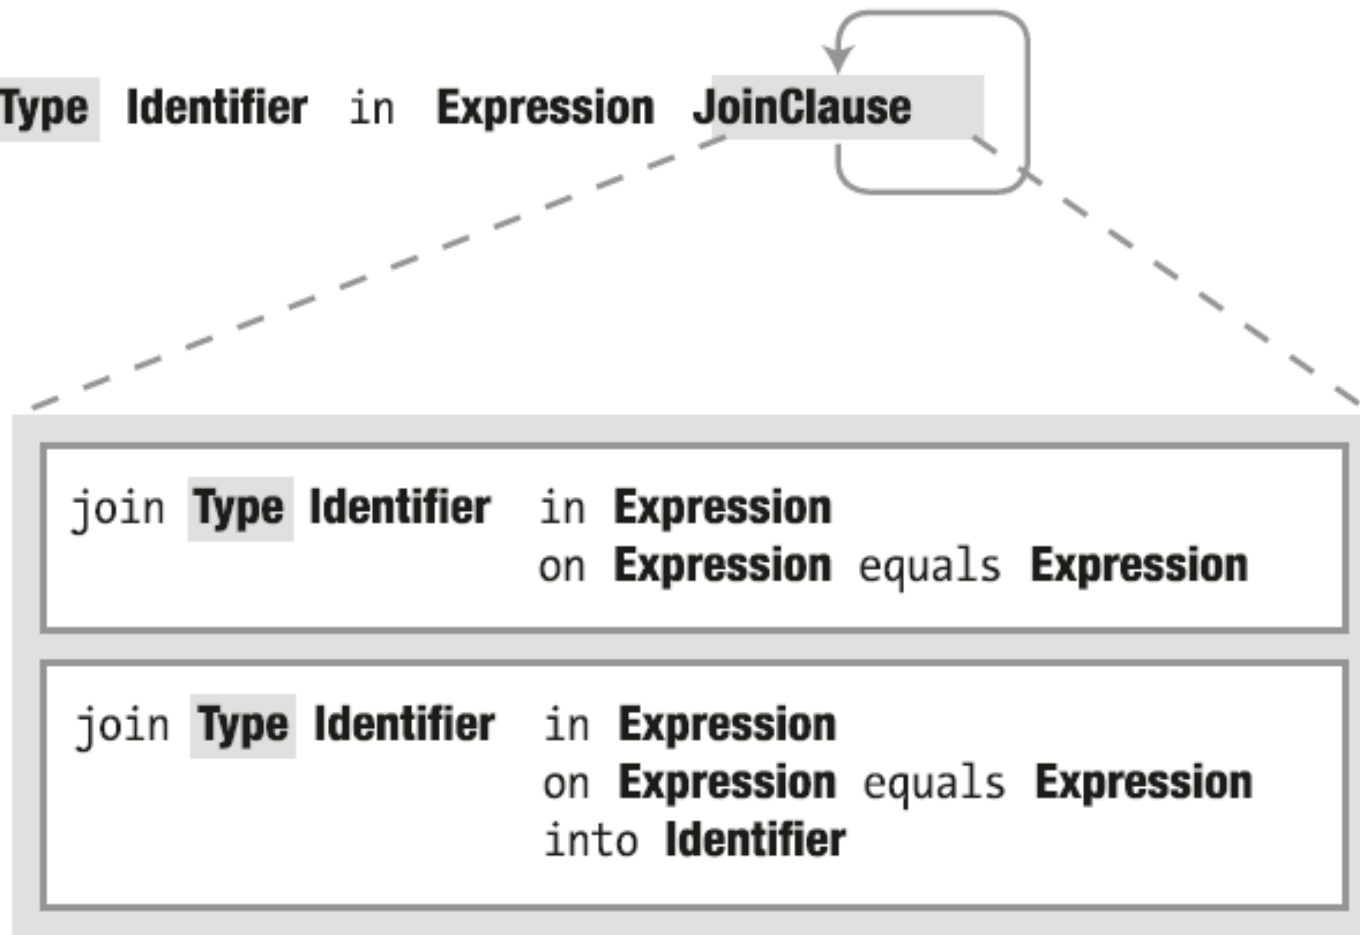 Type Identifier in Expression JoinClause
join Type Identifier in Expression
on Expression equals Expression
join Type Identifier in Expression
on Expression equals Expression
into Identifier